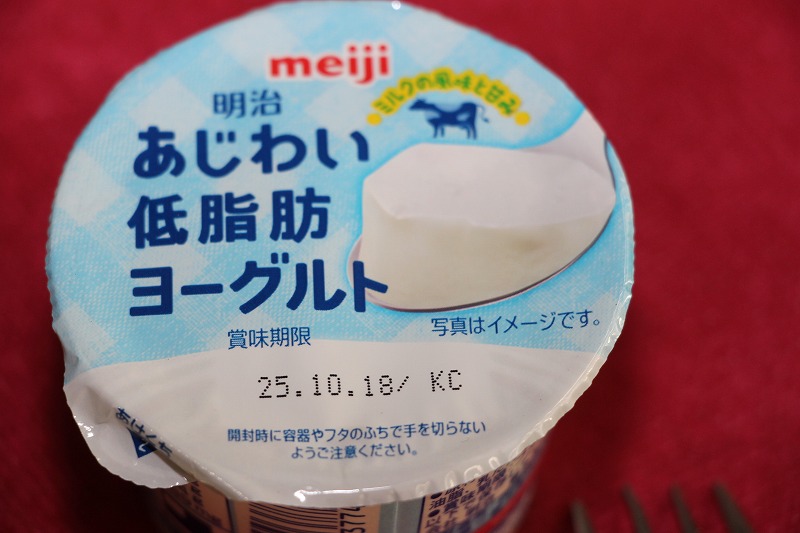 meiji
ミルクの風味と甘み
明治
あじわい
低脂肪
ヨーグルト
賞味期限
写真はイメージです。
25.10.18/ KC
開封時に容器やフタのふちで手を切らない
ようご注意ください。